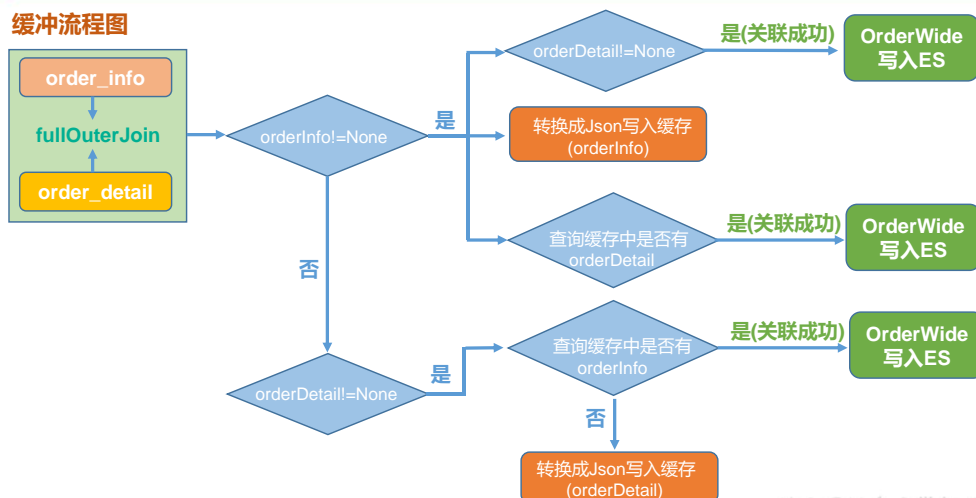 缓冲流程图
order_info
fullOuterJoin
order_detail
orderInfo!=None
是
否
orderDetail!=None
是(关联成功)
OrderWide
写入ES
转换成Json写入缓存
(orderInfo)
查询缓存中是否有
orderDetail
是(关联成功)
OrderWide
写入ES
orderDetail!=None
是
查询缓存中是否有
orderInfo
是(关联成功)
OrderWide
写入ES
否
转换成Json写入缓存
(orderDetail)